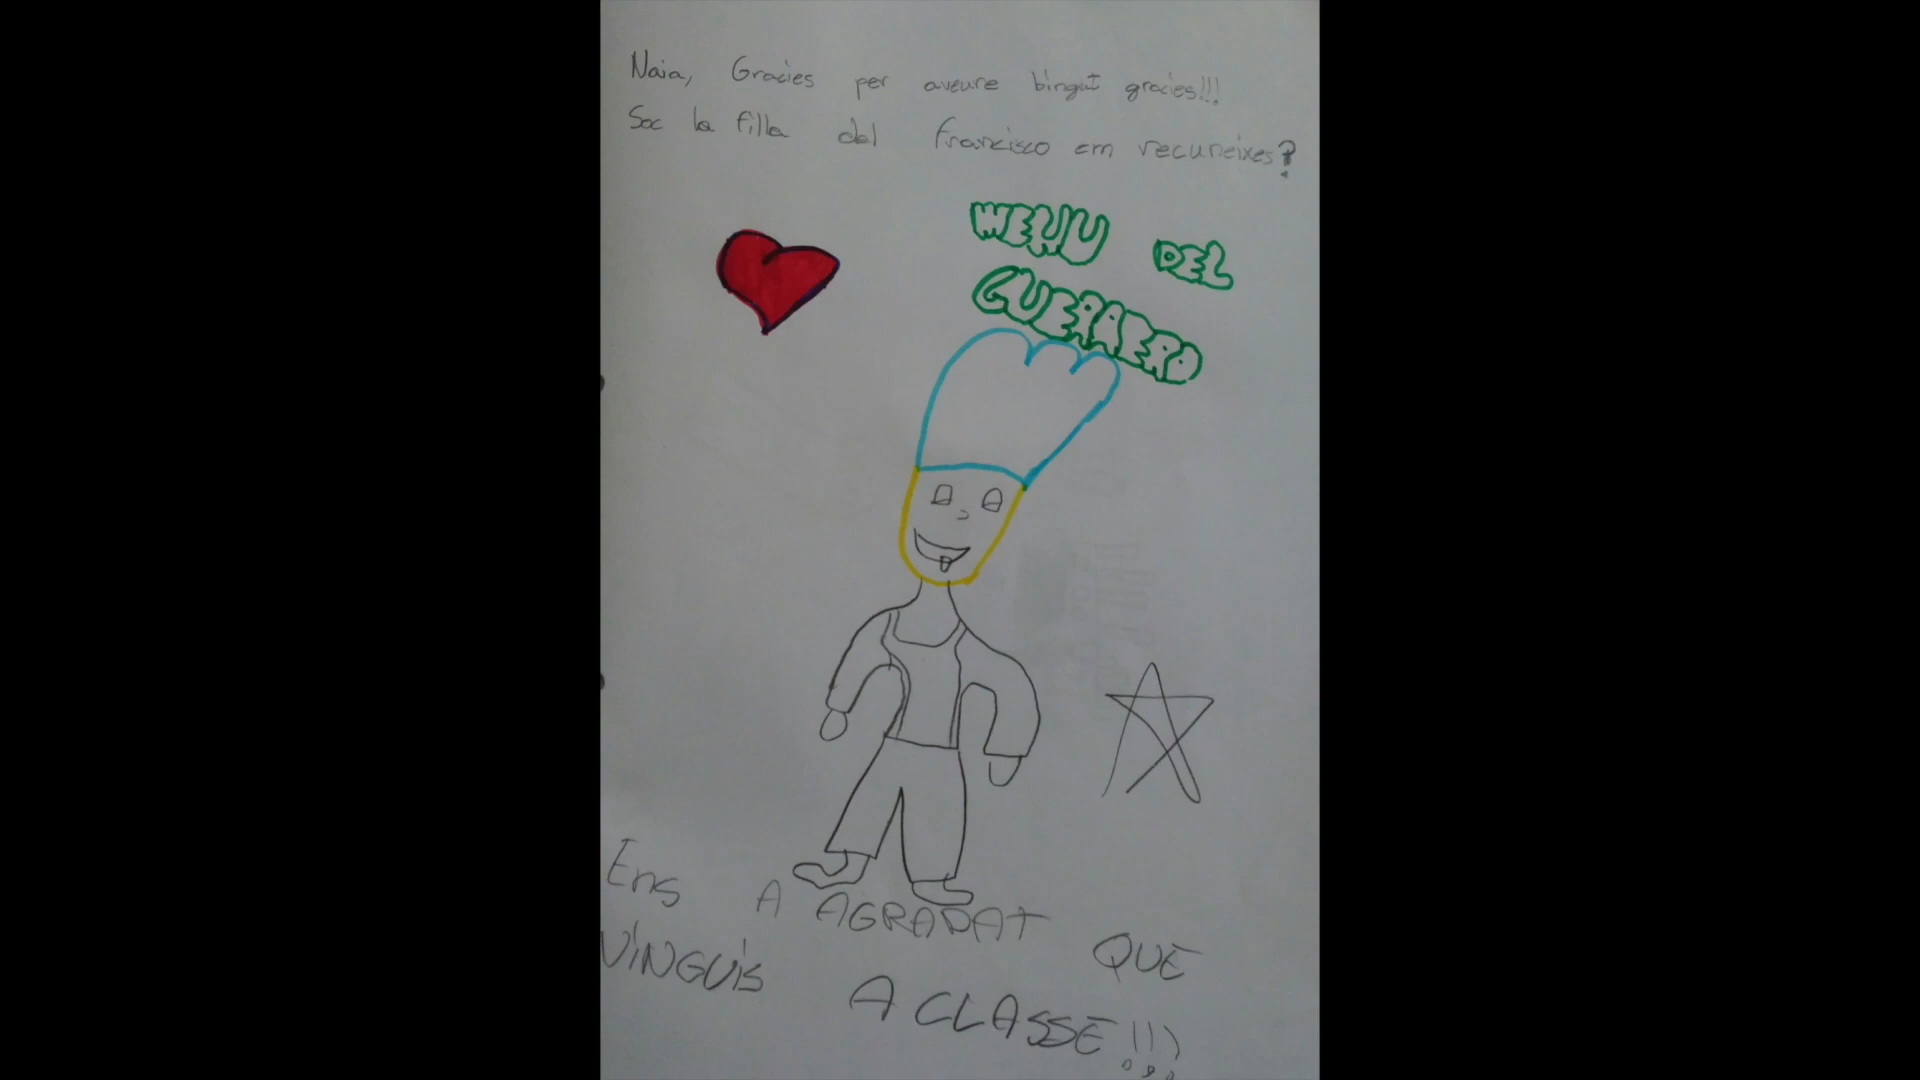 Naia, Gracies per aveure bingut gracies!!!
Soc la filla del Francisco em recuneixes?
MENU DEL
GUERRERO
Ens A AGRADAT QUE
ViNGUiS A CLASSE!!!